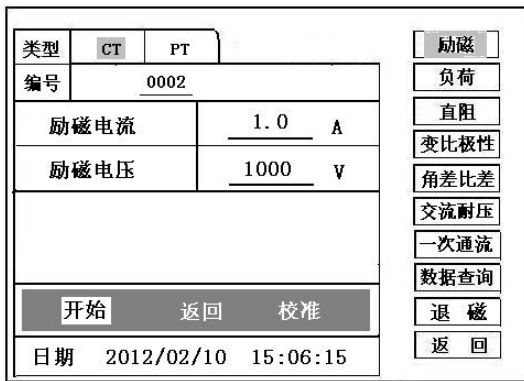 类型 CT PT
编号 0002
励磁电流 1.0 A
励磁电压 1000 V
开始 返回 校准
日期 2012/02/10 15:06:15
励磁
负荷
直阻
变比极性
角差比差
交流耐压
一次通流
数据查询
退 磁
返 回